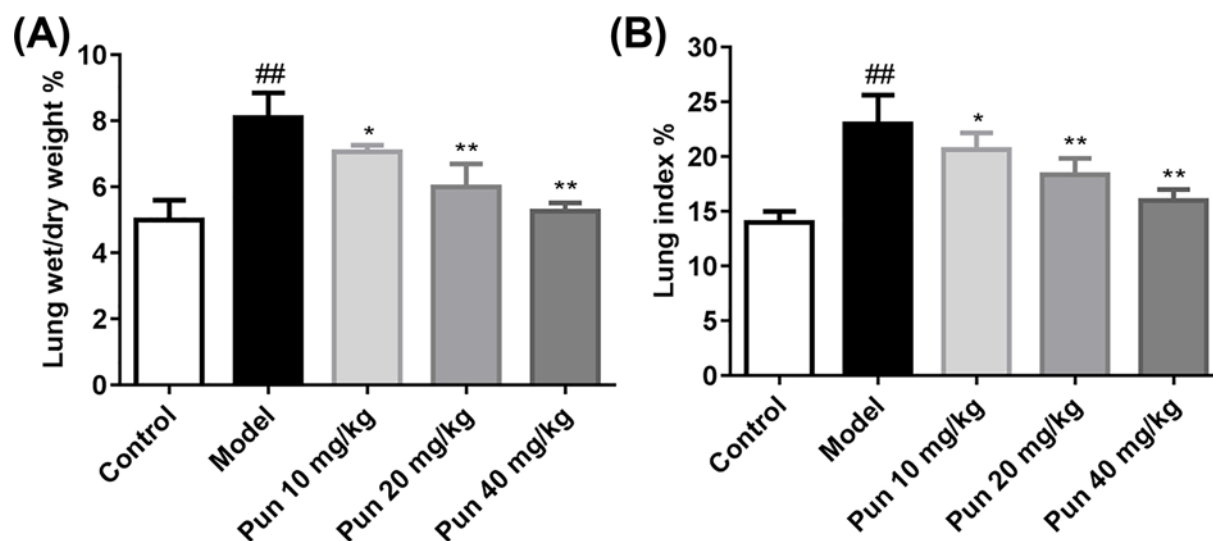 (A)
Lung wet/dry weight %
10
8
6
4
2
0
##
*
**
**
Control
Model
Pun 10 mg/kg
Pun 20 mg/kg
Pun 40 mg/kg
(B)
Lung index %
30
25
20
15
10
5
0
##
*
**
**
Control
Model
Pun 10 mg/kg
Pun 20 mg/kg
Pun 40 mg/kg